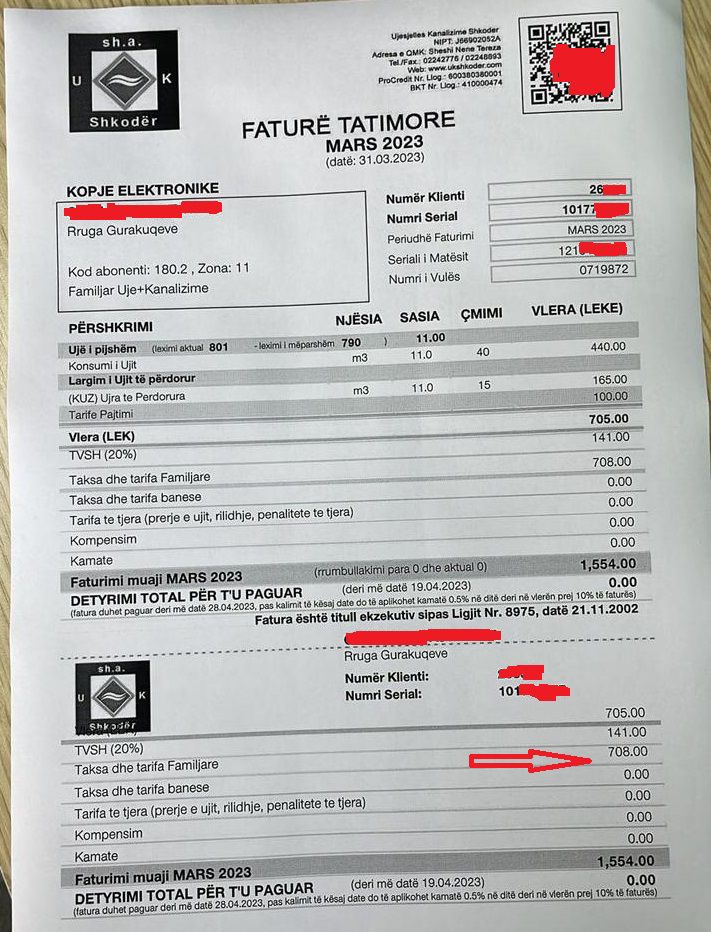 sh.a.
U K
Shkodër
Ujesjelles Kanalizime Shkoder
NIPT: J66902052A
Adresa e QMK: Sheshi Nene Tereza
Tel./Fax.: 02242776 / 02248893
Web: www.ukshkoder.com
ProCredit Nr. Llog.: 600380380001
BKT Nr. Llog.: 410000474
FATURË TATIMORE
MARS 2023
(datë: 31.03.2023)
KOPJE ELEKTRONIKE
Rruga Gurakuqeve
Kod abonenti: 180.2 , Zona: 11
Familjar Uje+Kanalizime
Numër Klienti 26
Numri Serial 10177
Periudhë Faturimi MARS 2023
Seriali i Matësit 121
Numri i Vulës 0719872
PËRSHKRIMI NJËSIA SASIA ÇMIMI VLERA (LEKE)
Ujë i pijshëm (leximi aktual 801 - leximi i mëparshëm 790 ) 11.00
Konsumi i Ujit m3 11.0 40 440.00
Largim i Ujit të përdorur
(KUZ) Ujra te Perdorura m3 11.0 15 165.00
Tarife Pajtimi 100.00
Vlera (LEK) 705.00
TVSH (20%) 141.00
Taksa dhe tarifa Familjare 708.00
Taksa dhe tarifa banese 0.00
Tarifa te tjera (prerje e ujit, rilidhje, penalitete te tjera) 0.00
Kompensim 0.00
Kamate 0.00
Faturimi muaji MARS 2023 (rrumbullakimi para 0 dhe aktual 0) 1,554.00
DETYRIMI TOTAL PËR T'U PAGUAR (deri më datë 19.04.2023) 0.00
(fatura duhet paguar deri më datë 28.04.2023, pas kalimit të kësaj date do të aplikohet kamatë 0.5% në ditë deri në vlerën prej 10% të faturës)
Fatura është titull ekzekutiv sipas Ligjit Nr. 8975, datë 21.11.2002
sh.a.
U K
Shkodër
Rruga Gurakuqeve
Numër Klienti:
Numri Serial: 101
705.00
TVSH (20%) 141.00
Taksa dhe tarifa Familjare 708.00
Taksa dhe tarifa banese 0.00
Tarifa te tjera (prerje e ujit, rilidhje, penalitete te tjera) 0.00
Kompensim 0.00
Kamate 0.00
Faturimi muaji MARS 2023 1,554.00
DETYRIMI TOTAL PËR T'U PAGUAR (deri më datë 19.04.2023) 0.00
(fatura duhet paguar deri më datë 28.04.2023, pas kalimit të kësaj date do të aplikohet kamatë 0.5% në ditë deri në vlerën prej 10% të faturës)